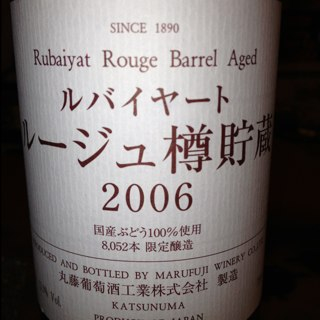 SINCE 1890
Rubaiyat Rouge Barrel Aged
ルバイヤート
ルージュ樽貯蔵
2006
国産ぶどう100%使用
8,052本 限定醸造
AND BOTTLED BY MARUFUJI WINERY
丸藤葡萄酒工業株式会社 製造
KATSUNUMA
JAPAN
Vol.